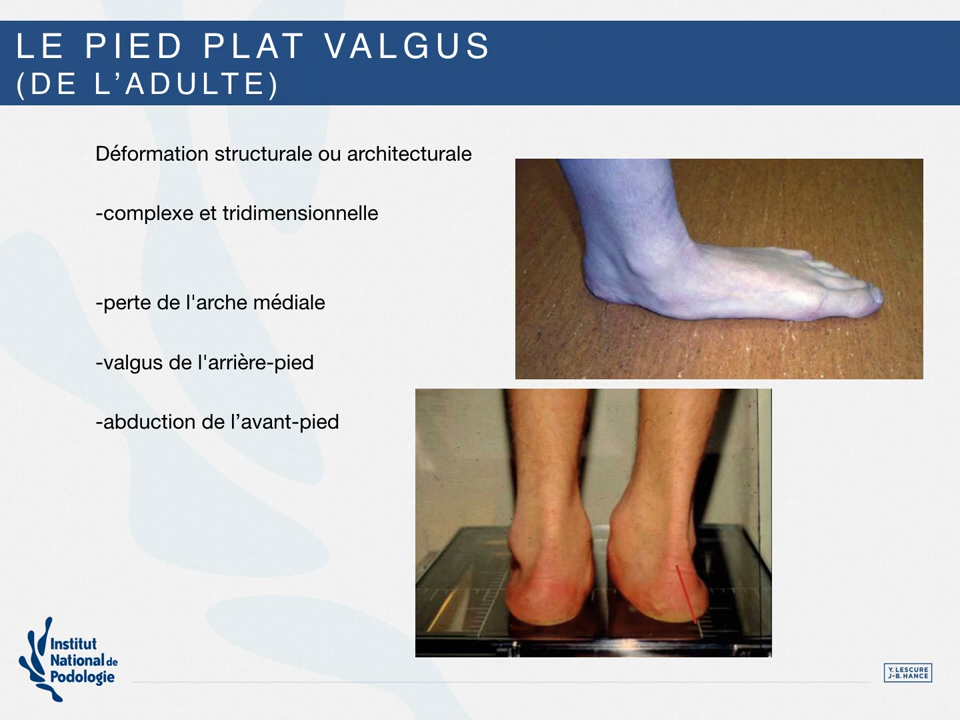 LE PIED PLAT VALGUS
(DE L’ADULTE)
Déformation structurale ou architecturale
-complexe et tridimensionnelle
-perte de l'arche médiale
-valgus de l'arrière-pied
-abduction de l’avant-pied
Institut
National de
Podologie
Y. LESCURE
J-B. HANCE